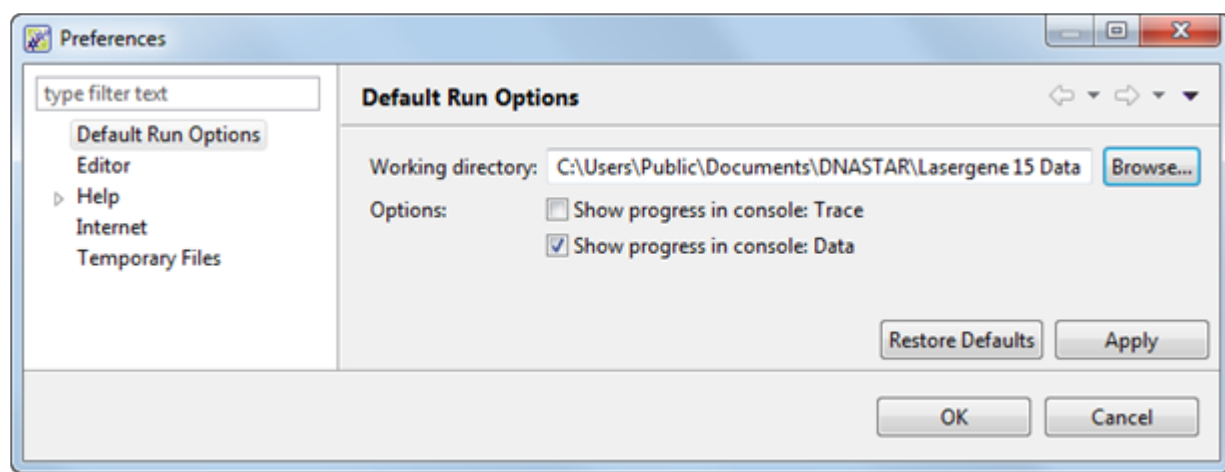 Preferences
type filter text
Default Run Options
Editor
Help
Internet
Temporary Files
Default Run Options
Working directory: C:\Users\Public\Documents\DNASTAR\Lasergene 15 Data Browse...
Options: Show progress in console: Trace
Show progress in console: Data
Restore Defaults Apply
OK Cancel